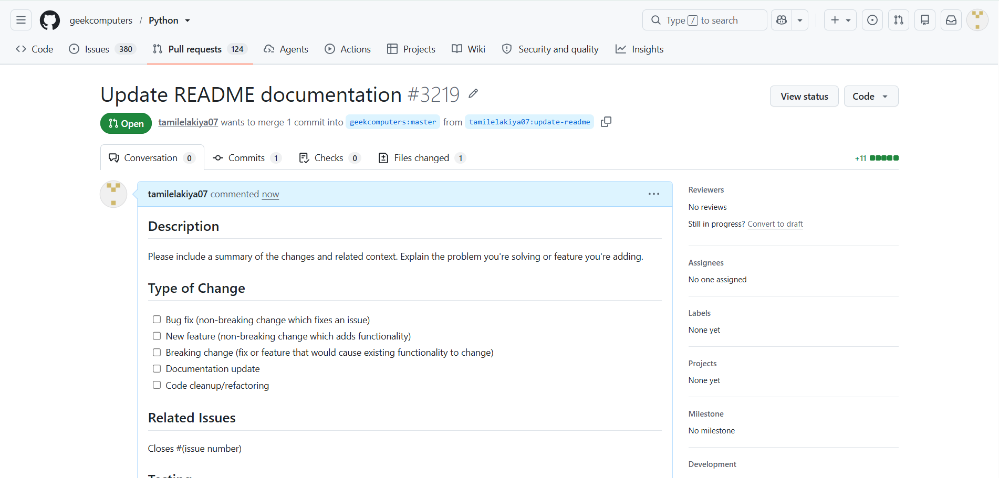 geekcomputers / Python
Type / to search
Code Issues 380 Pull requests 124 Agents Actions Projects Wiki Security and quality Insights
Update README documentation #3219
View status Code
Open tamilelakiya07 wants to merge 1 commit into geekcomputers:master from tamilelakiya07:update-readme
Conversation 0 Commits 1 Checks 0 Files changed 1
+11
tamilelakiya07 commented now
Description
Please include a summary of the changes and related context. Explain the problem you're solving or feature you're adding.
Type of Change
Bug fix (non-breaking change which fixes an issue)
New feature (non-breaking change which adds functionality)
Breaking change (fix or feature that would cause existing functionality to change)
Documentation update
Code cleanup/refactoring
Related Issues
Closes #(issue number)
Testing
Reviewers
No reviews
Still in progress? Convert to draft
Assignees
No one assigned
Labels
None yet
Projects
None yet
Milestone
No milestone
Development